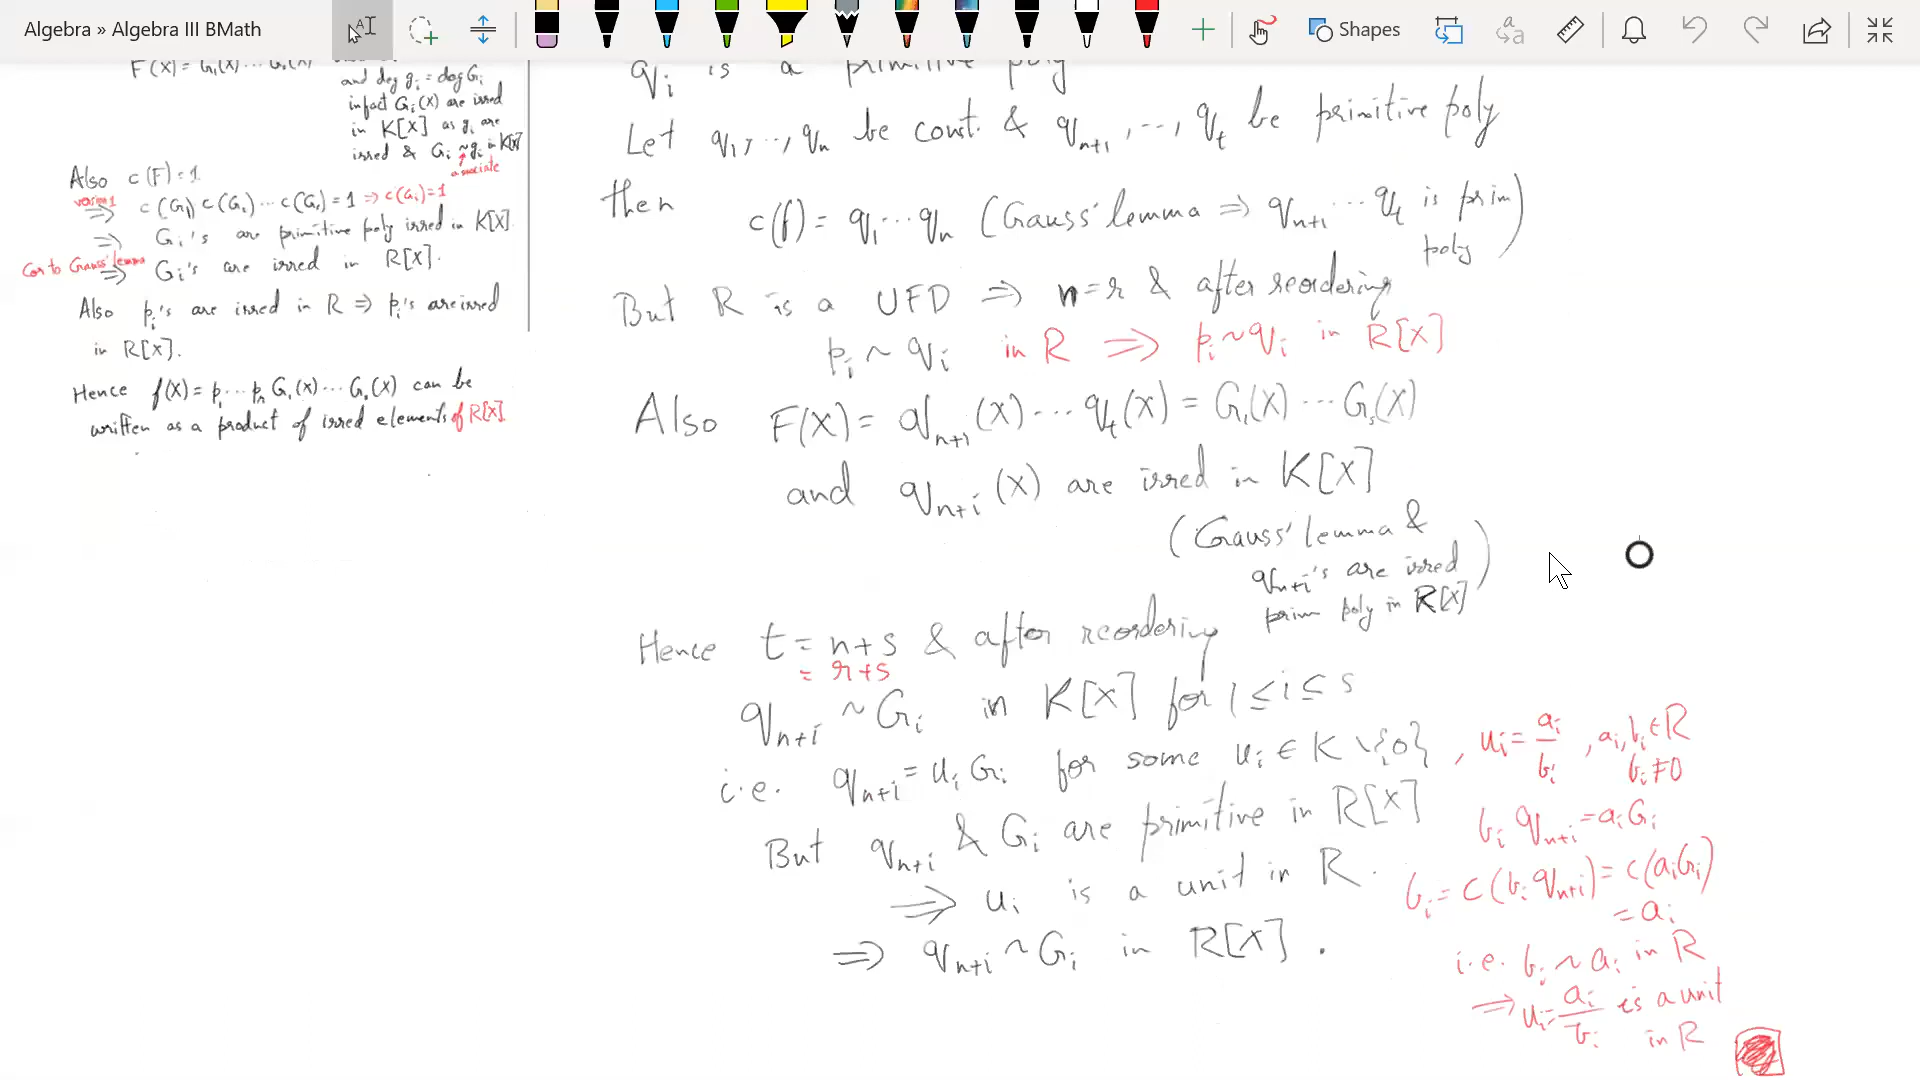 Algebra » Algebra III BMath
Shapes
F(X) = G₁(X) ... Gₛ(X)
and deg gᵢ = deg Gᵢ
infact Gᵢ(X) are irred
in K[X] as gᵢ are
irred & Gᵢ ~ gᵢ in K[X]
associate
Also c(F) = 1
version 1
⇒ c(G₁) c(G₂) ... c(Gₛ) = 1 ⇒ c(Gᵢ) = 1
⇒ Gᵢ's are primitive poly irred in K[X].
Cor to Gauss' lemma ⇒ Gᵢ's are irred in R[X].
Also pᵢ's are irred in R ⇒ pᵢ's are irred
in R[X].
Hence f(X) = p₁ ... pₙ G₁(X) ... Gₛ(X) can be
written as a product of irred elements of R[X]
qᵢ is a primitive poly
Let q₁, .., qₙ be const. & qₙ₊₁, .., qₜ be primitive poly
then c(f) = q₁ ... qₙ (Gauss' lemma ⇒ qₙ₊₁ ... qₜ is prim
poly)
But R is a UFD ⇒ n = r & after reordering
pᵢ ~ qᵢ in R ⇒ pᵢ ~ qᵢ in R[X]
Also F(X) = qₙ₊₁(X) ... qₜ(X) = G₁(X) ... Gₛ(X)
and qₙ₊ᵢ(X) are irred in K[X]
(Gauss' lemma &
qₙ₊ᵢ's are irred
prim poly in R[X])
Hence t = n+s & after reordering
= r+s
qₙ₊ᵢ ~ Gᵢ in K[X] for 1 ≤ i ≤ s
i.e. qₙ₊ᵢ = uᵢ Gᵢ for some uᵢ ∈ K \ {0}, uᵢ = aᵢ/bᵢ, aᵢ, bᵢ ∈ R
bᵢ ≠ 0
But qₙ₊ᵢ & Gᵢ are primitive in R[X]
⇒ uᵢ is a unit in R.
⇒ qₙ₊ᵢ ~ Gᵢ in R[X].
bᵢ qₙ₊ᵢ = aᵢ Gᵢ
bᵢ = c(bᵢ qₙ₊ᵢ) = c(aᵢ Gᵢ)
= aᵢ
i.e. bᵢ ~ aᵢ in R
⇒ uᵢ = aᵢ/bᵢ is a unit
in R